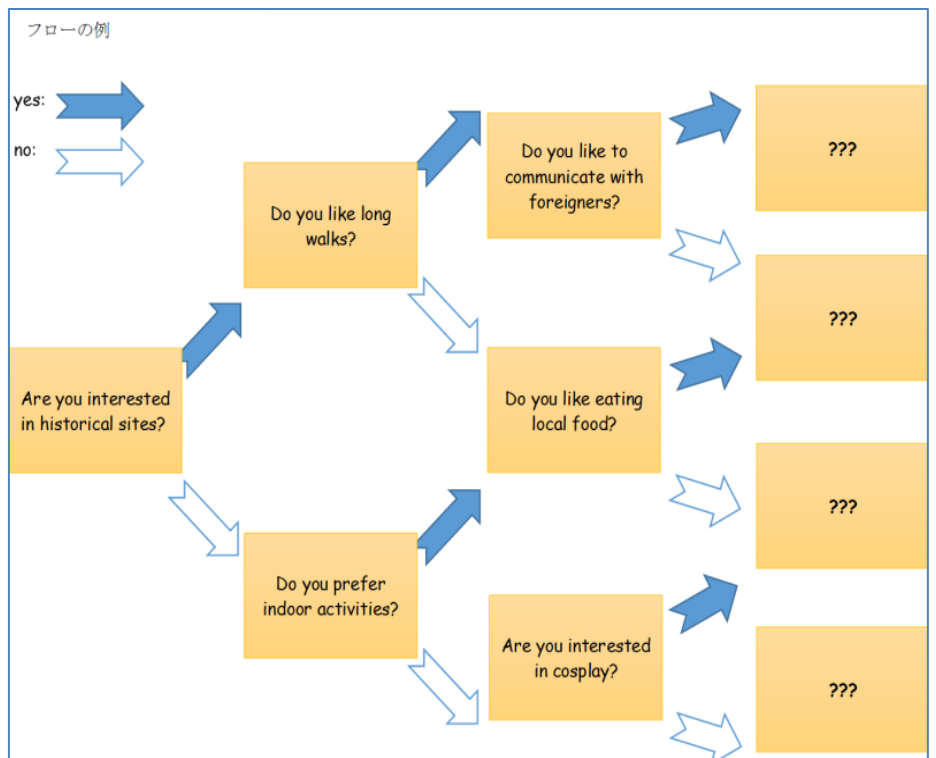 フローの例
yes:
no:
Are you interested
in historical sites?
Do you like long
walks?
Do you prefer
indoor activities?
Do you like to
communicate with
foreigners?
Do you like eating
local food?
Are you interested
in cosplay?
???
???
???
???